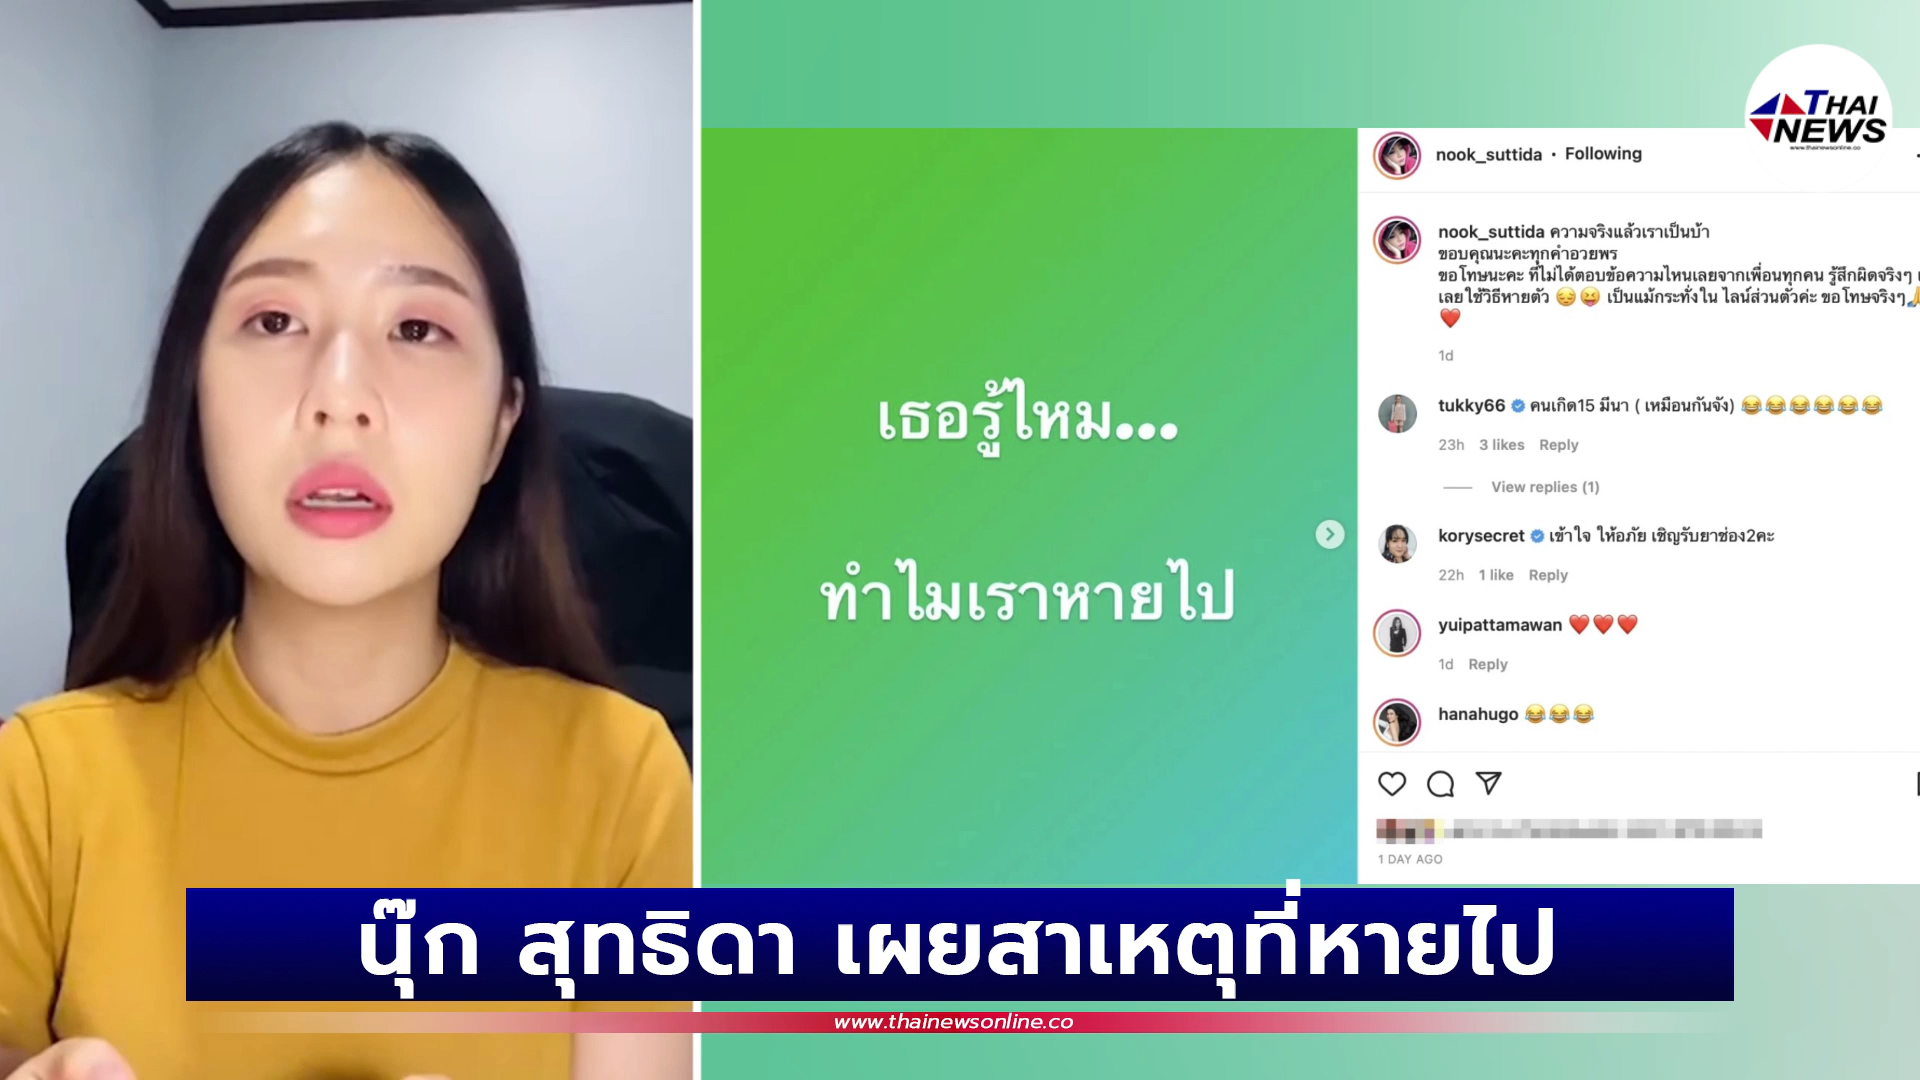 THAI
NEWS
www.thainewsonline.co
nook_suttida • Following
nook_suttida ความจริงแล้วเราเป็นบ้า
ขอบคุณนะคะทุกคำอวยพร
ขอโทษนะคะ ที่ไม่ได้ตอบข้อความไหนเลยจากเพื่อนทุกคน รู้สึกผิดจริงๆ
เลยใช้วิธีหายตัว 😔😝 เป็นแม้กระทั่งใน ไลน์ส่วนตัวค่ะ ขอโทษจริงๆ🙏
❤️
1d
tukky66 คนเกิด15 มีนา ( เหมือนกันจัง) 😂😂😂😂😂😂
23h 3 likes Reply
View replies (1)
korysecret เข้าใจ ให้อภัย เชิญรับยาช่อง2คะ
22h 1 like Reply
yuipattamawan ❤️❤️❤️
1d Reply
hanahugo 😂😂😂
1 DAY AGO
เธอรู้ไหม...
ทำไมเราหายไป
นุ๊ก สุทธิดา เผยสาเหตุที่หายไป
www.thainewsonline.co